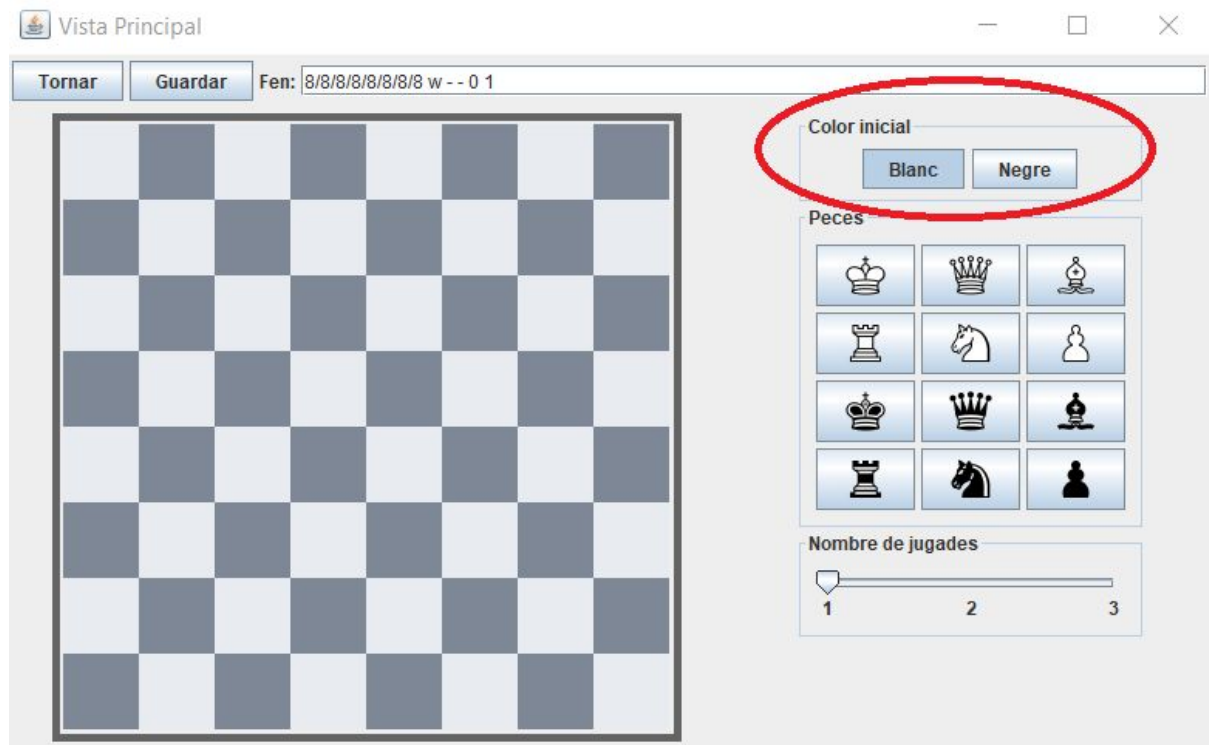 Vista Principal
Tornar Guardar Fen: 8/8/8/8/8/8/8/8 w - - 0 1
Color inicial
Blanc Negre
Peces
Nombre de jugades
1 2 3